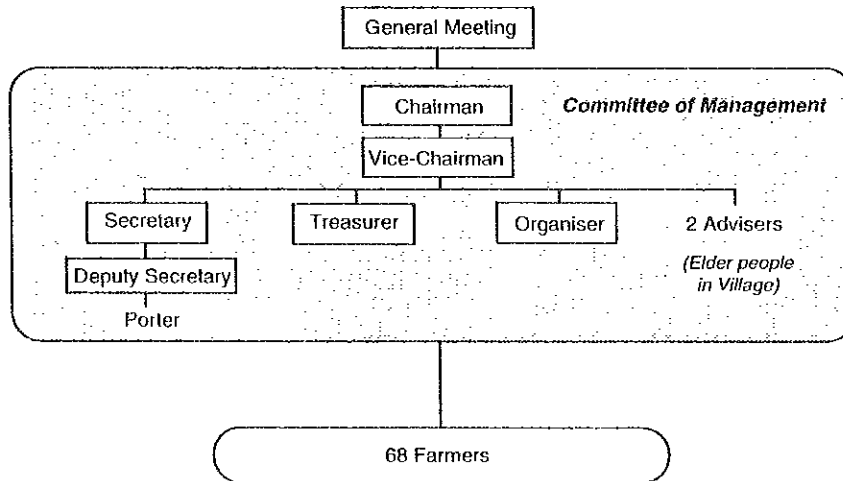 General Meeting
Committee of Management
Chairman
Vice-Chairman
Secretary
Treasurer
Organiser
2 Advisers
(Elder people
in Village)
Deputy Secretary
Porter
68 Farmers